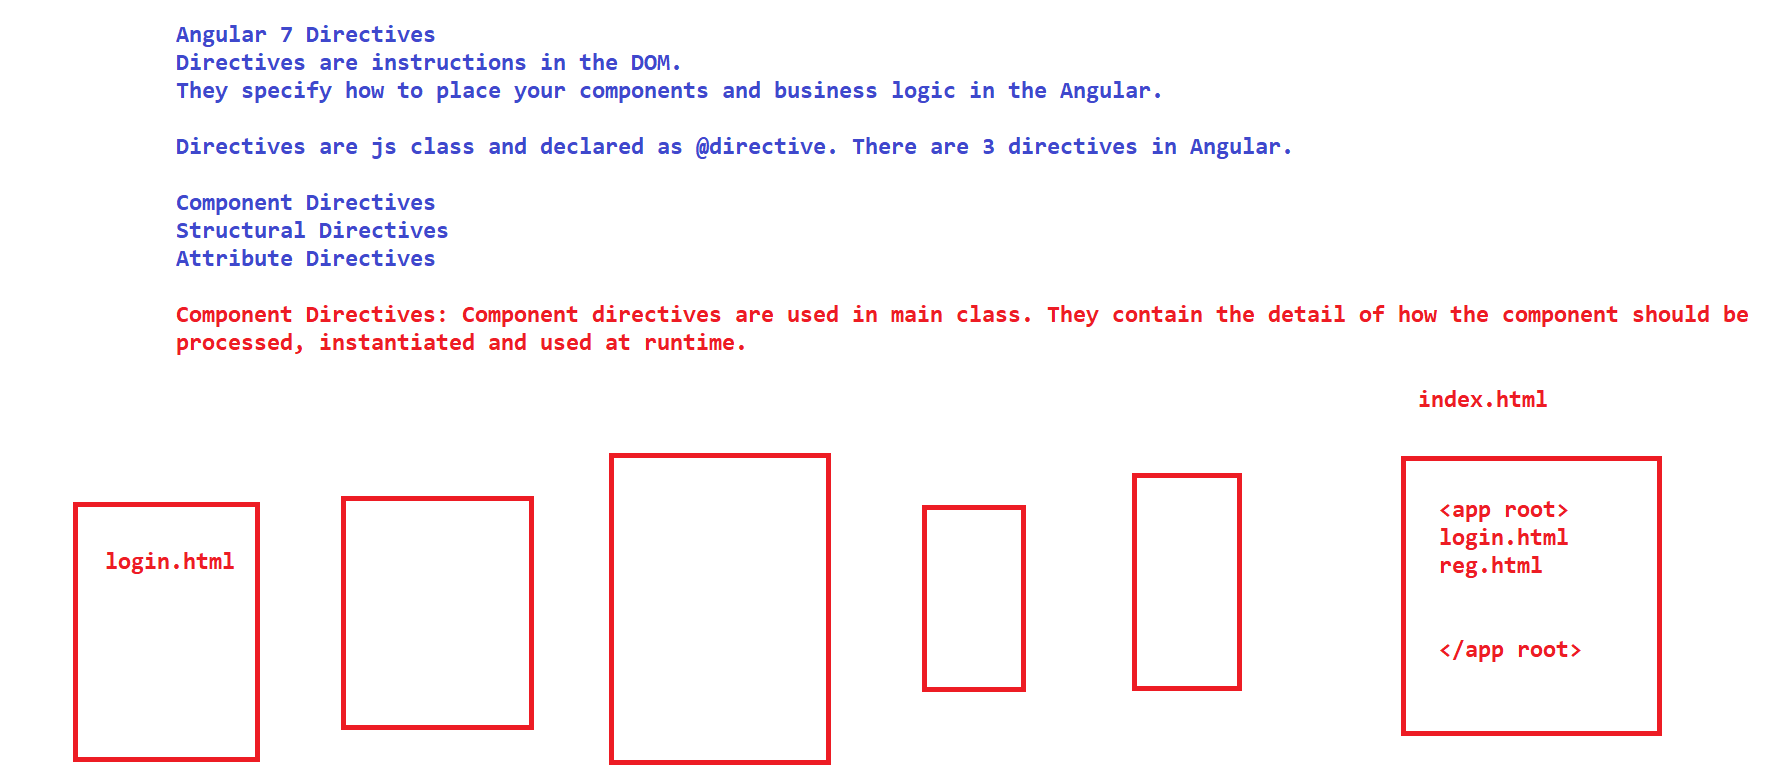 Angular 7 Directives
Directives are instructions in the DOM.
They specify how to place your components and business logic in the Angular.
Directives are js class and declared as @directive. There are 3 directives in Angular.
Component Directives
Structural Directives
Attribute Directives
Component Directives: Component directives are used in main class. They contain the detail of how the component should be
processed, instantiated and used at runtime.
index.html
login.html
<app root>
login.html
reg.html
</app root>